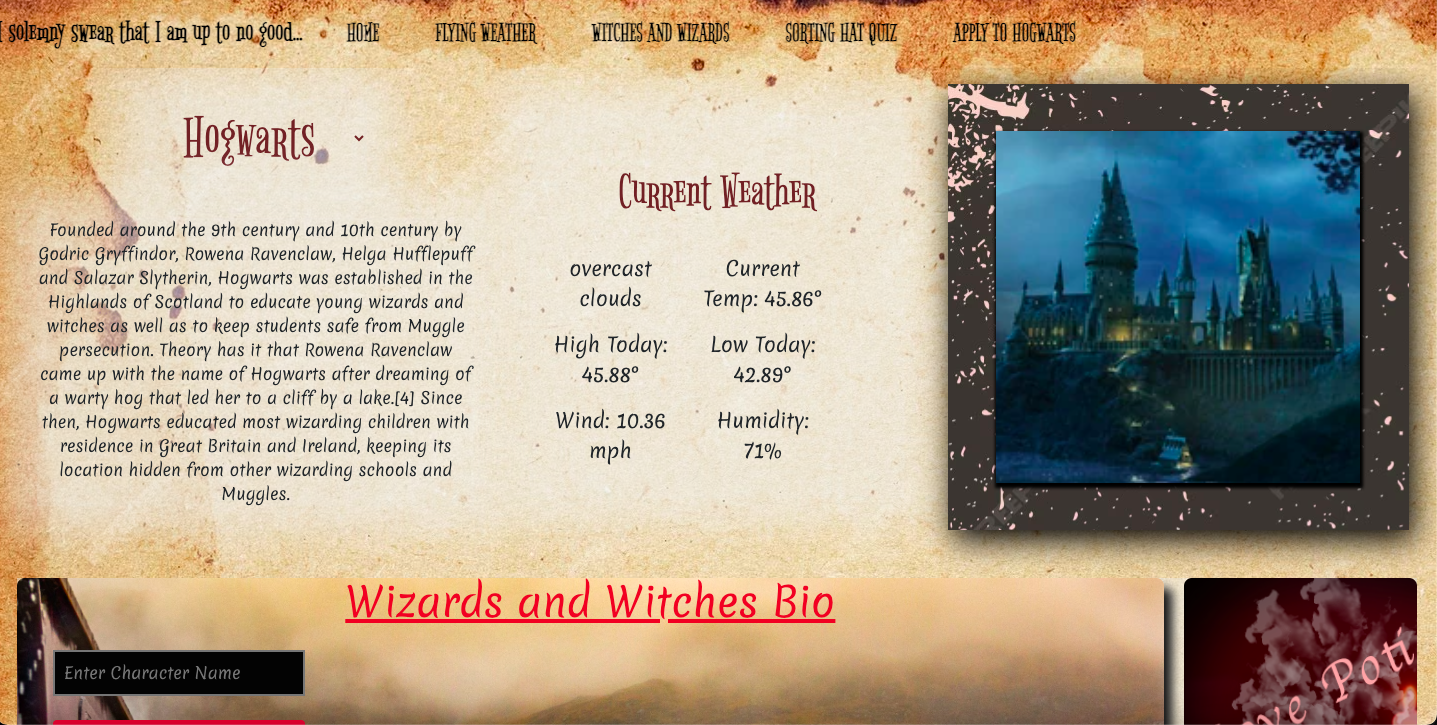 I solemny swear that I am up to no good...
HOME
FLYING WEATHER
WITCHES AND WIZARDS
SORTING HAT QUIZ
APPLY TO HOGWARTS
Hogwarts
Founded around the 9th century and 10th century by
Godric Gryffindor, Rowena Ravenclaw, Helga Hufflepuff
and Salazar Slytherin, Hogwarts was established in the
Highlands of Scotland to educate young wizards and
witches as well as to keep students safe from Muggle
persecution. Theory has it that Rowena Ravenclaw
came up with the name of Hogwarts after dreaming of
a warty hog that led her to a cliff by a lake.[4] Since
then, Hogwarts educated most wizarding children with
residence in Great Britain and Ireland, keeping its
location hidden from other wizarding schools and
Muggles.
Current Weather
overcast
clouds
Current
Temp: 45.86°
High Today:
45.88°
Low Today:
42.89°
Wind: 10.36
mph
Humidity:
71%
Wizards and Witches Bio
Enter Character Name